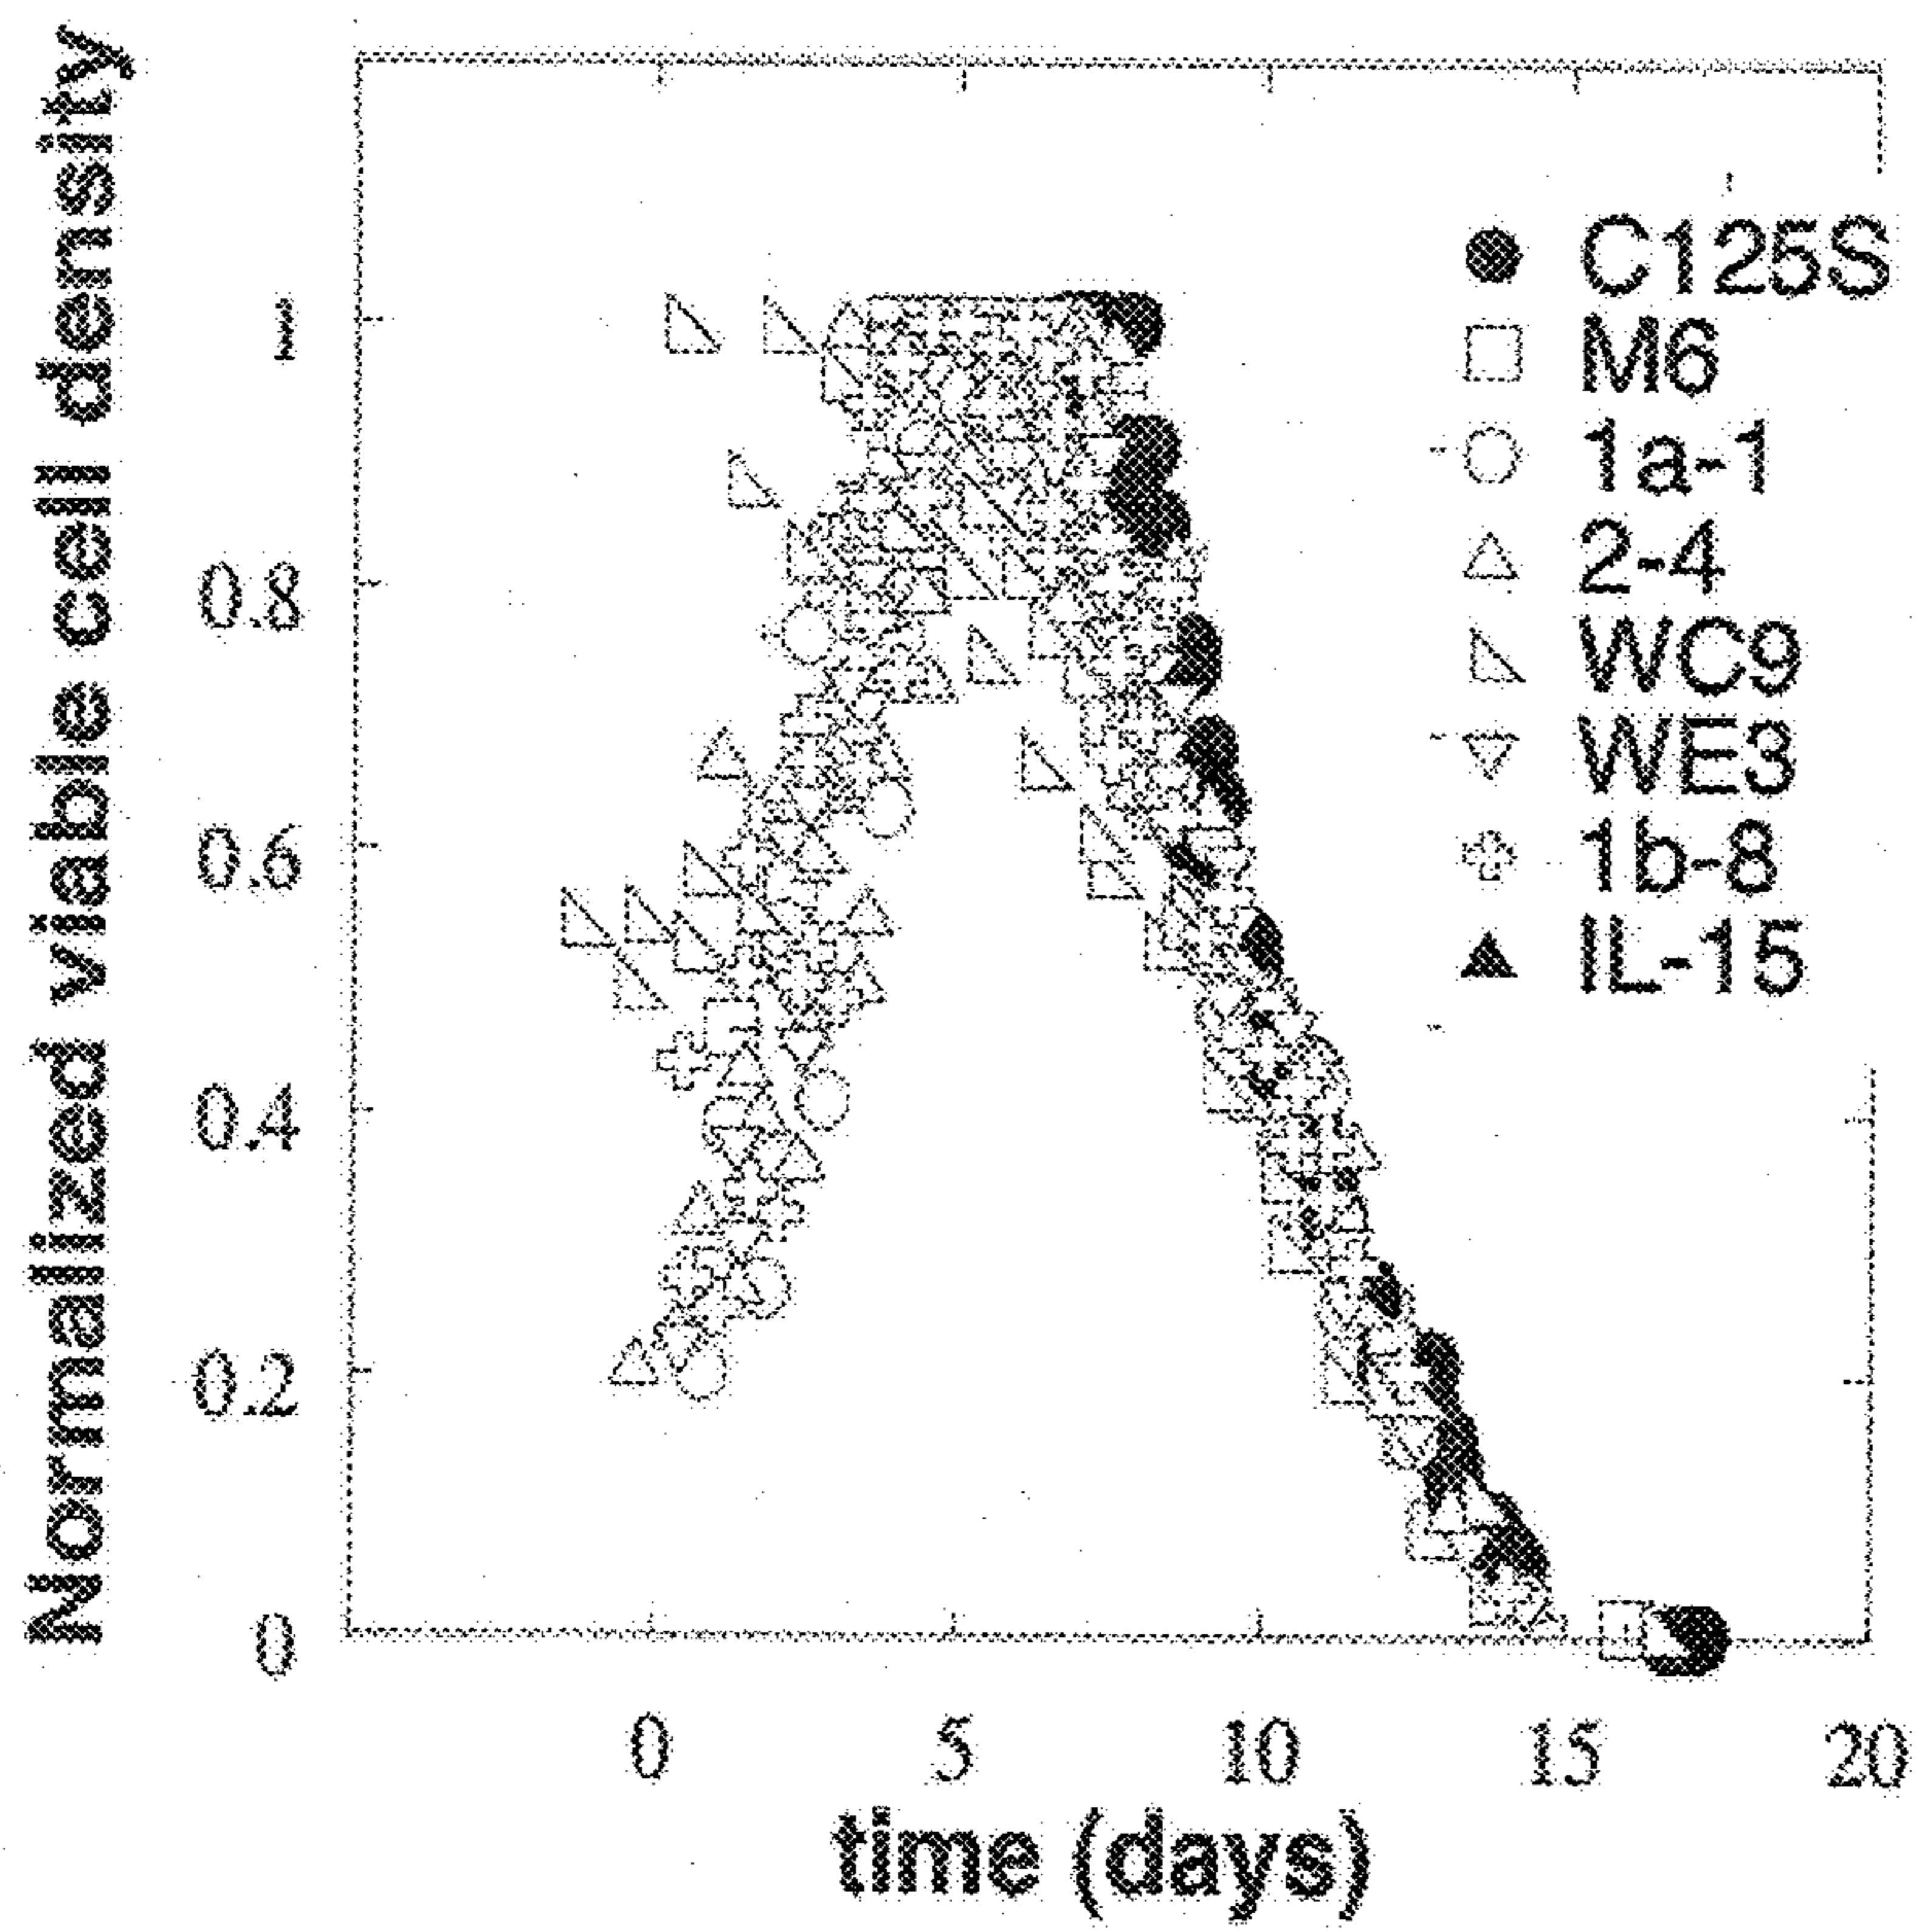 Normalized viable cell density
1
0.8
0.6
0.4
0.2
0
0
5
10
15
20
time (days)
C125S
M6
1a-1
2-4
WC9
WE3
1b-8
IL-15